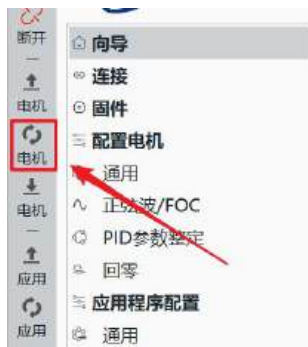 断开
电机
电机
电机
应用
应用
向导
连接
固件
配置电机
通用
正弦波/FOC
PID参数整定
回零
应用程序配置
通用